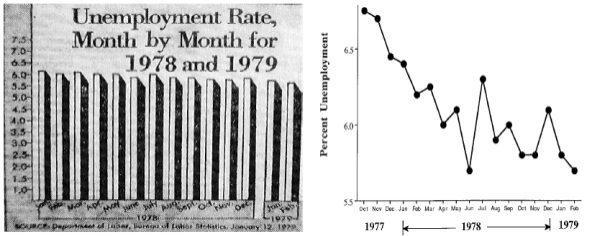 Unemployment Rate,
Month by Month for
1978 and 1979
7.5
7.0
6.5
6.0
5.5
5.0
4.5
4.0
3.5
3.0
2.5
2.0
1.5
1.0
Jan. Feb. Mar. Apr. May June July Aug. Sept. Oct. Nov. Dec. Jan. Feb.
1978 1979
SOURCE: Department of Labor, Bureau of Labor Statistics, January 12, 1979.
Percent Unemployment
6.5
6.0
5.5
Oct Nov Dec Jan Feb Mar Apr May Jun Jul Aug Sep Oct Nov Dec Jan Feb
1977 1978 1979